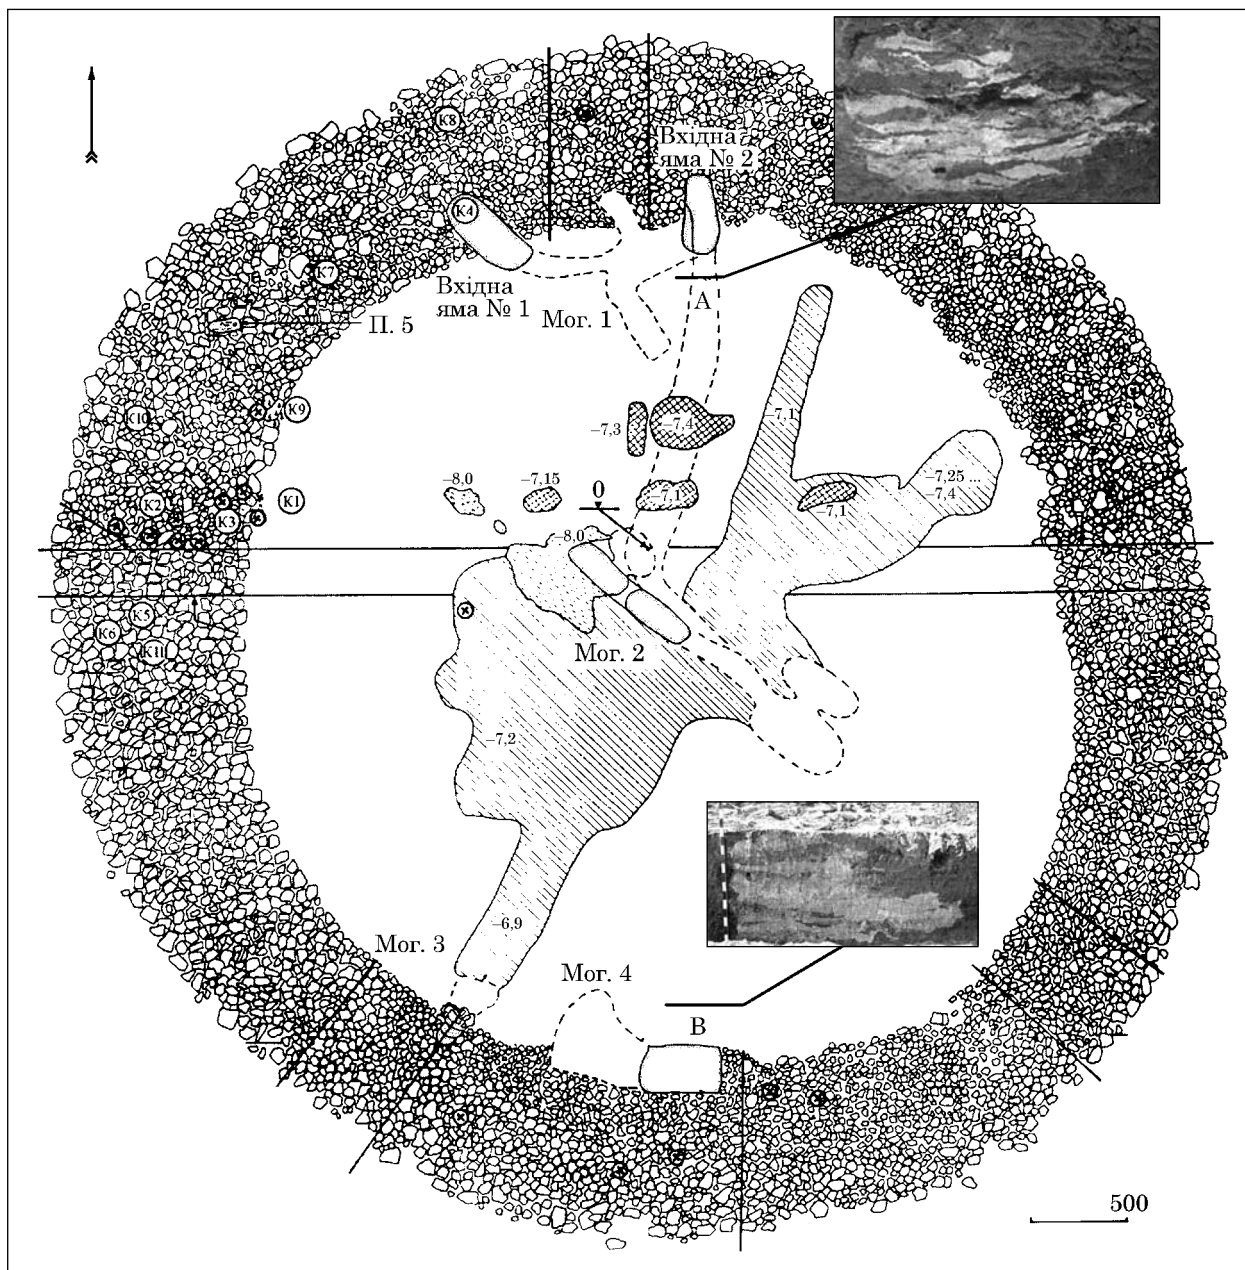 К8
Вхідна
яма № 2
К4
К7
Вхідна
яма № 1
Мог. 1
А
П. 5
К9
К10
–7,3
–7,4
–7,1
–8,0
–7,15
0
–7,1
–7,1
–7,25 ...
–7,4
К2
К3
К1
–8,0
К5
К6
К11
Мог. 2
–7,2
–6,9
Мог. 3
Мог. 4
В
500